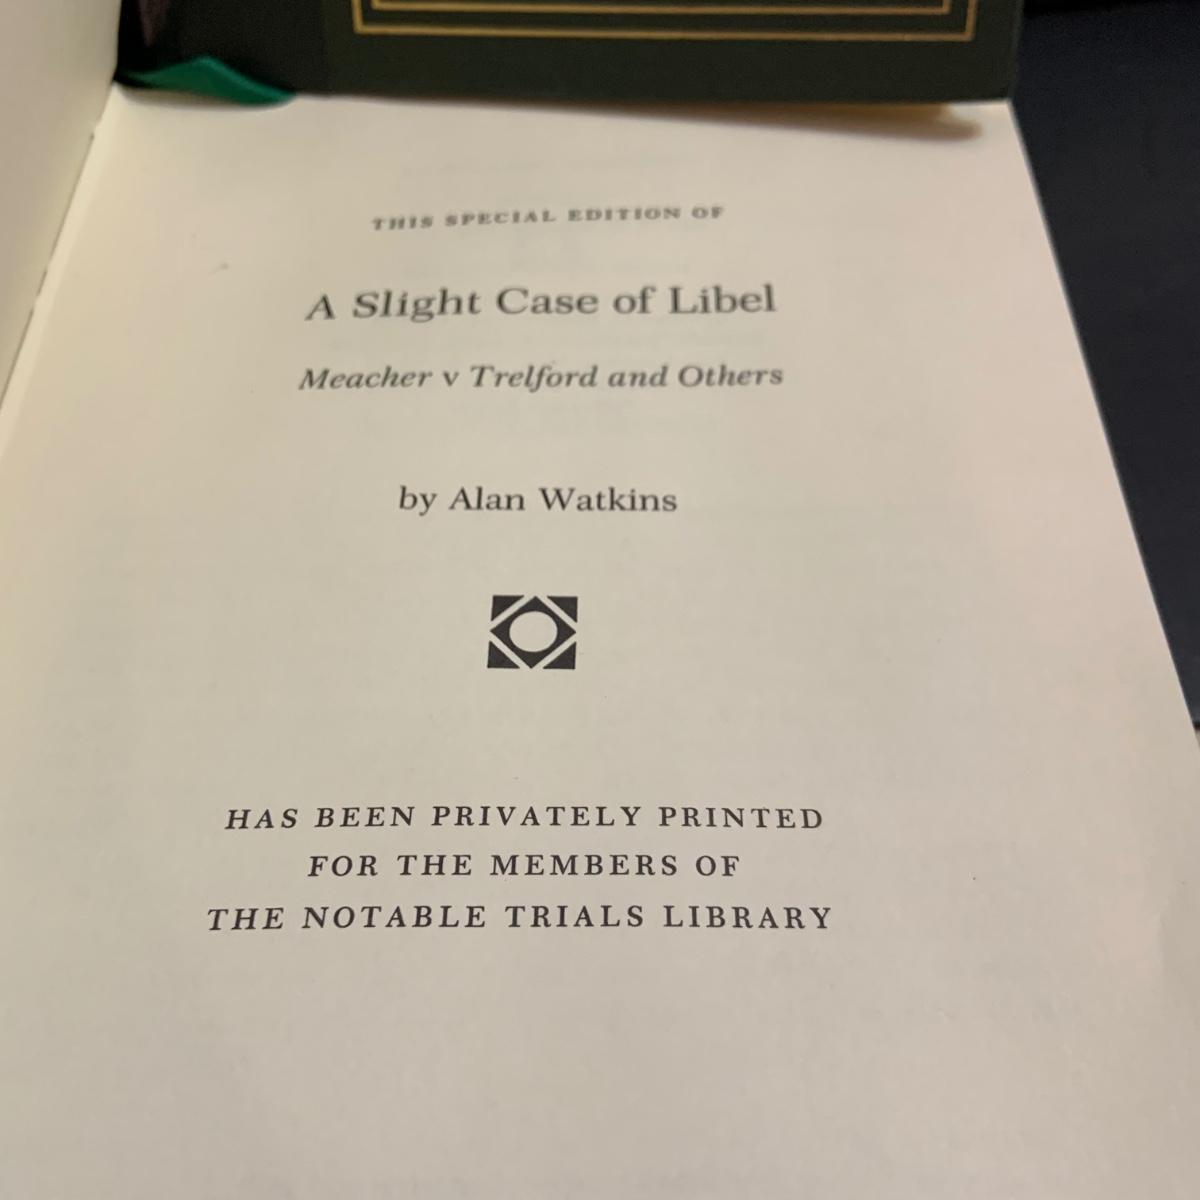 THIS SPECIAL EDITION OF
A Slight Case of Libel
Meacher v Trelford and Others
by Alan Watkins
HAS BEEN PRIVATELY PRINTED
FOR THE MEMBERS OF
THE NOTABLE TRIALS LIBRARY